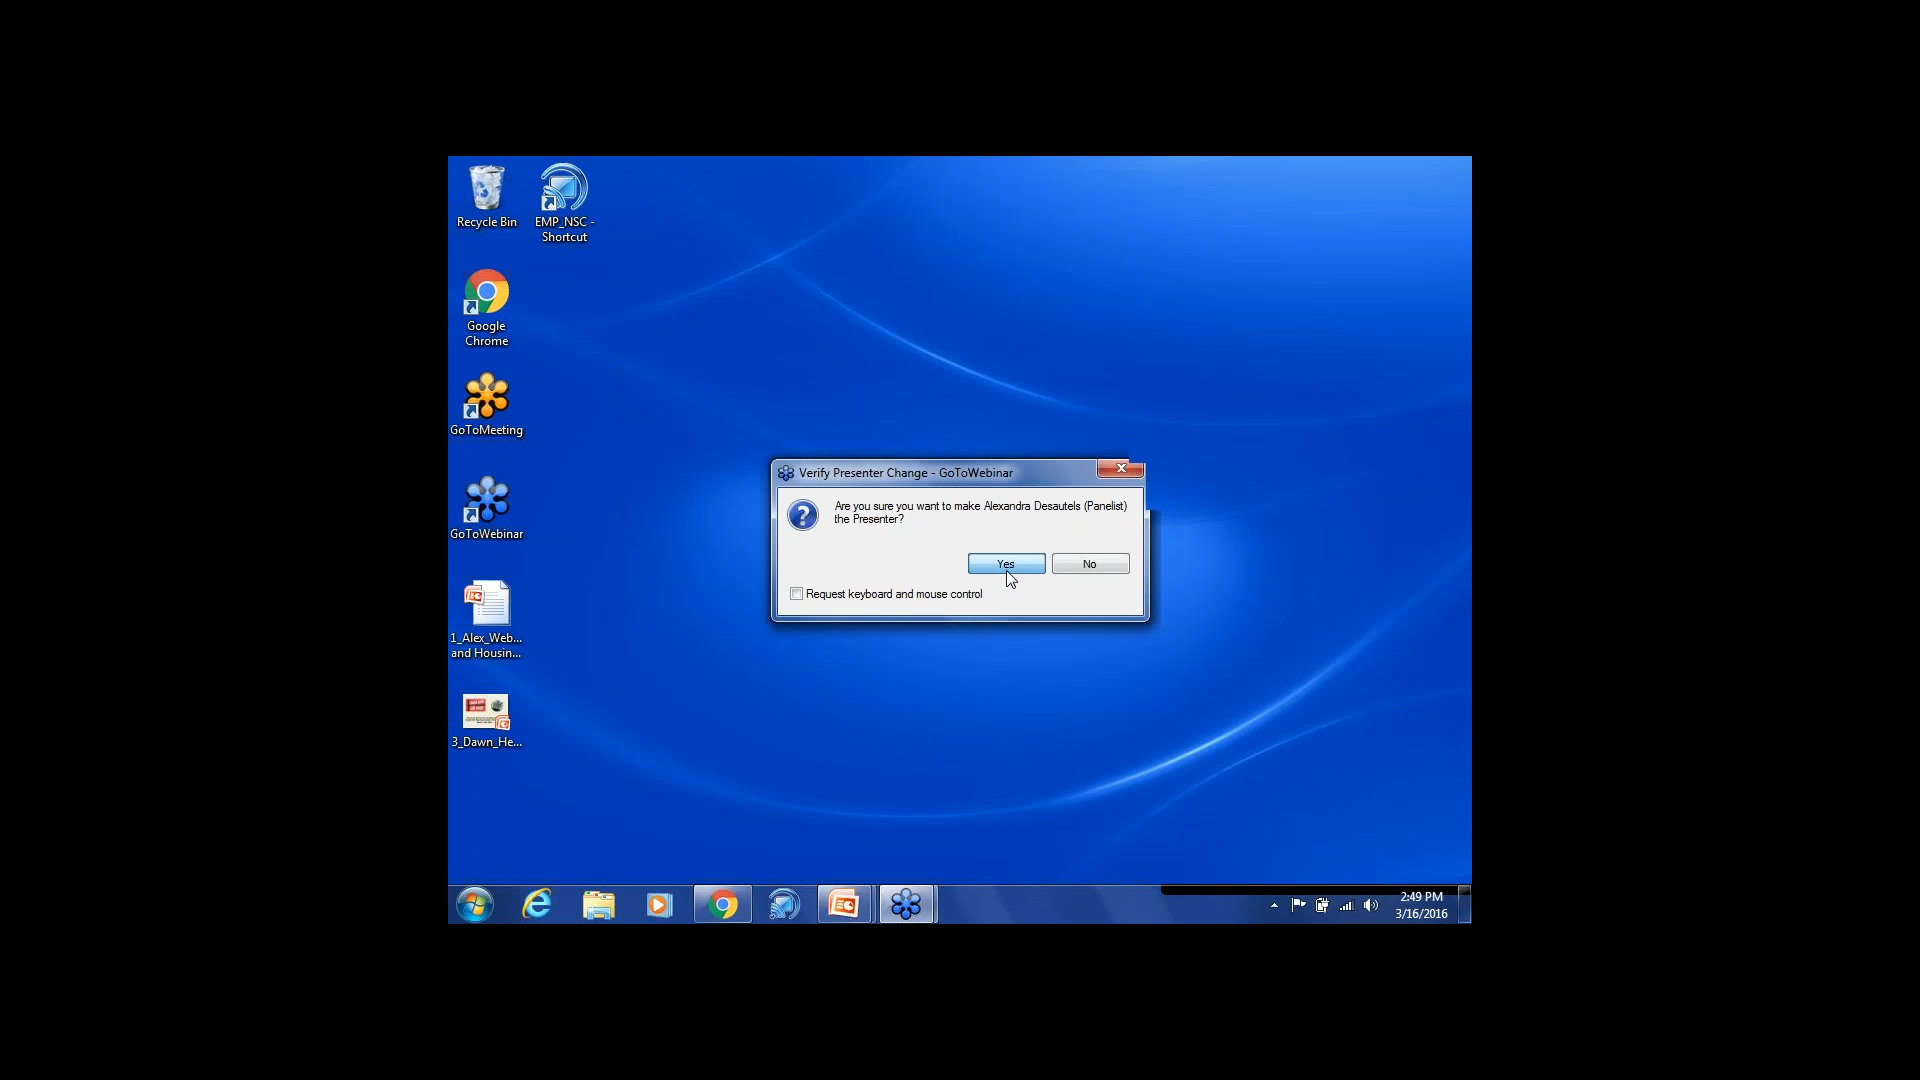 Recycle Bin
EMP_NSC -
Shortcut
Google
Chrome
GoToMeeting
GoToWebinar
1_Alex_Web...
and Housin...
3_Dawn_He...
Verify Presenter Change - GoToWebinar
Are you sure you want to make Alexandra Desautels (Panelist)
the Presenter?
Yes
No
Request keyboard and mouse control
2:49 PM
3/16/2016